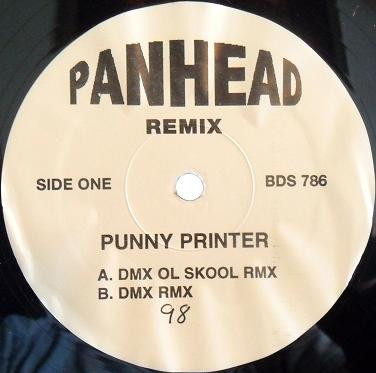 PANHEAD
REMIX
SIDE ONE BDS 786
PUNNY PRINTER
A. DMX OL SKOOL RMX
B. DMX RMX
98